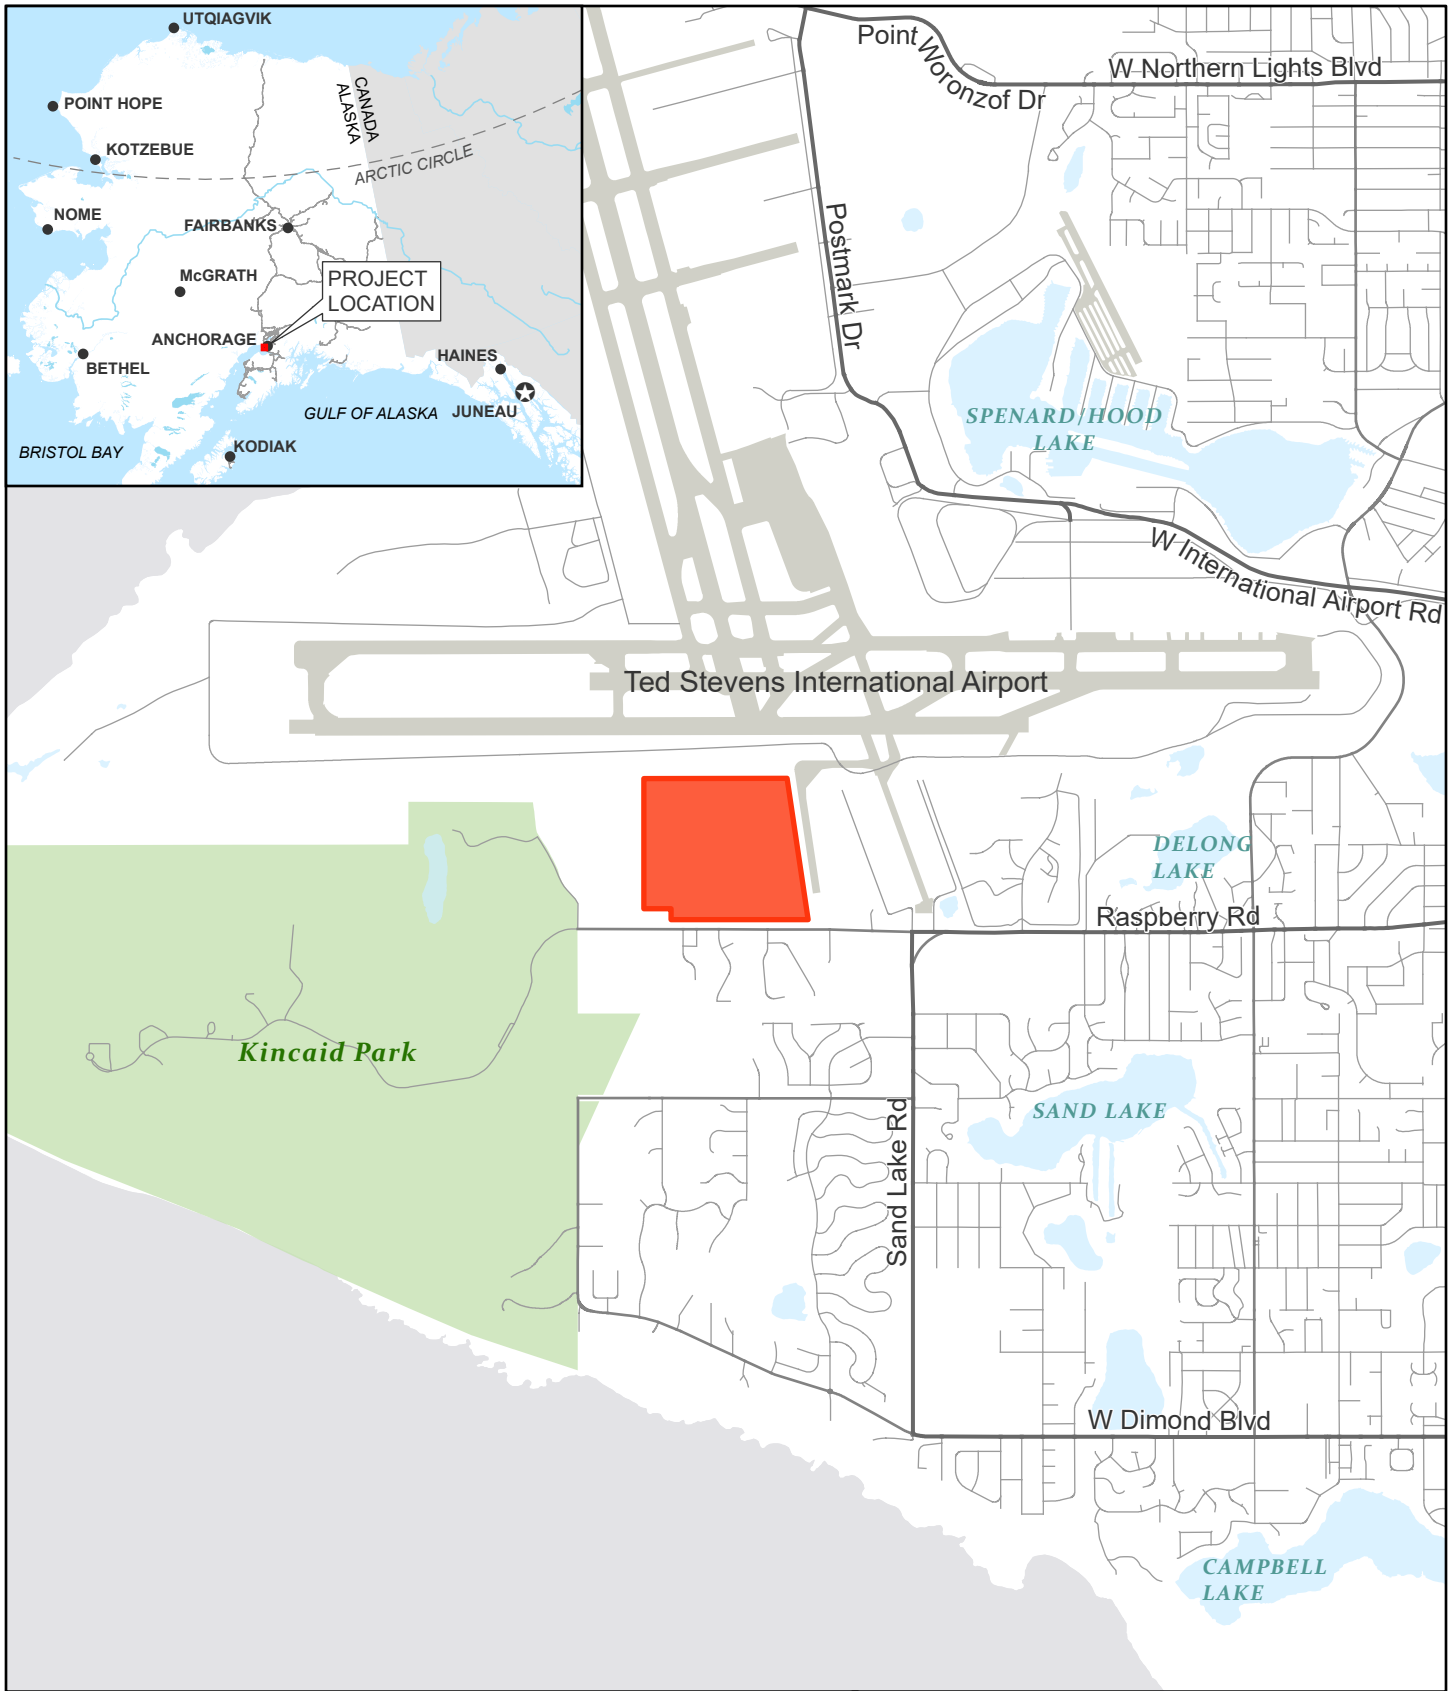 UTQIAGVIK
POINT HOPE
CANADA
ALASKA
KOTZEBUE
ARCTIC CIRCLE
NOME
FAIRBANKS
McGRATH
PROJECT
LOCATION
ANCHORAGE
BETHEL
HAINES
GULF OF ALASKA
JUNEAU
KODIAK
BRISTOL BAY
Point Woronzof Dr
W Northern Lights Blvd
Postmark Dr
SPENARD/HOOD
LAKE
W International Airport Rd
Ted Stevens International Airport
DELONG
LAKE
Raspberry Rd
Kincaid Park
SAND LAKE
Sand Lake Rd
W Dimond Blvd
CAMPBELL
LAKE